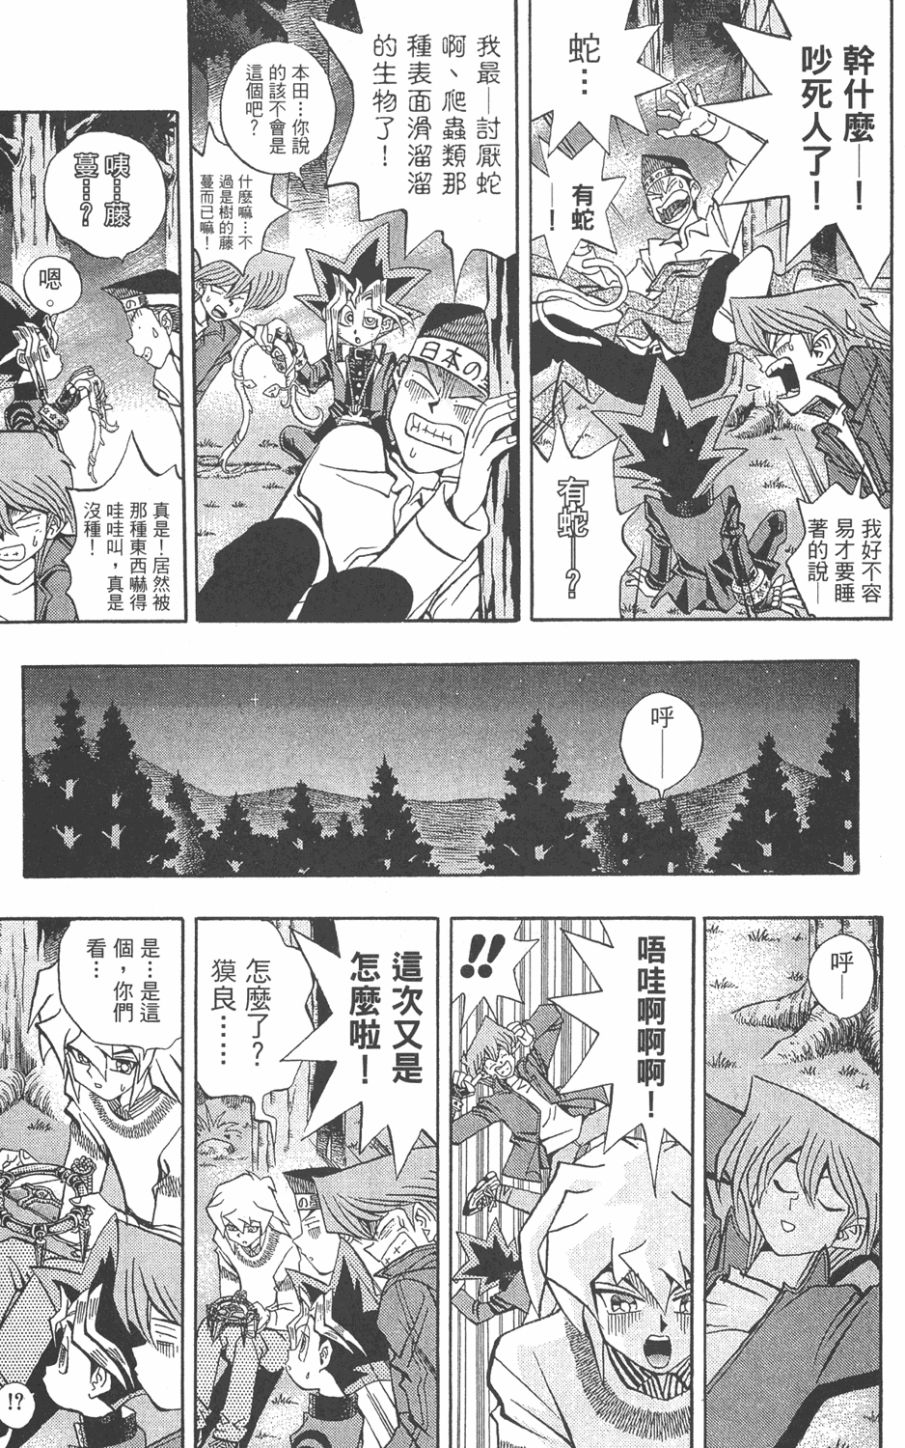 幹什麼——！
吵死人了！
蛇…
有蛇
——！
我好不容
易才要睡
著的說—
有蛇——？
我最—討厭蛇
啊、爬蟲類那
種表面滑溜溜
的生物了！
日本の
本田…你說
的該不會是
這個吧？
什麼嘛…不
過是樹的藤
蔓而已嘛！
咦…藤
蔓…？
嗯。
の
真是！居然被
那種東西嚇得
哇哇叫，真是
沒種！
呼——
呼——
唔哇啊啊啊！
!!
這次又是
怎麼啦！
怎麼了？
獏良……
の
是…是這
個，你們
看…
!?